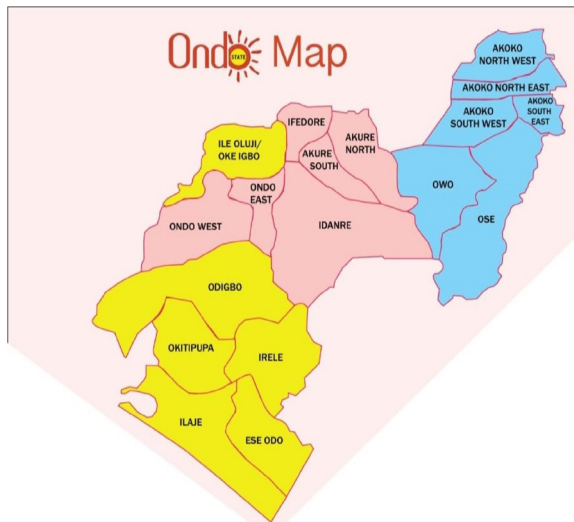 Ondo Map
STATE
AKOKO
NORTH WEST
AKOKO NORTH EAST
AKOKO
SOUTH WEST
AKOKO
SOUTH
EAST
IFEDORE
AKURE
NORTH
ILE OLUJI/
OKE IGBO
AKURE
SOUTH
OWO
ONDO
EAST
OSE
ONDO WEST
IDANRE
ODIGBO
OKITIPUPA
IRELE
ILAJE
ESE ODO